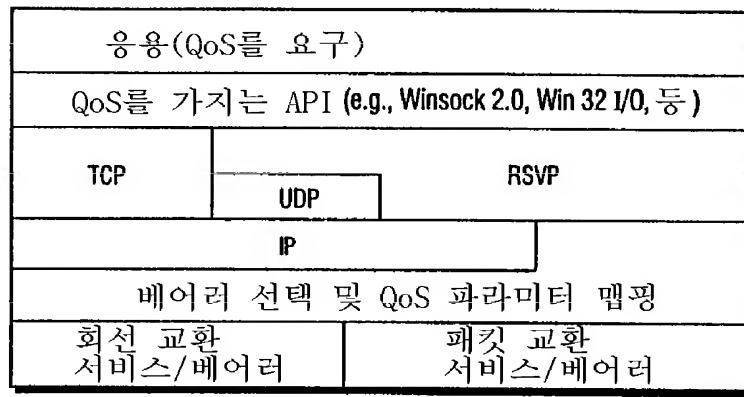 응용(QoS를 요구)
QoS를 가지는 API (e.g., Winsock 2.0, Win 32 I/O, 등)
TCP
UDP
RSVP
IP
베어러 선택 및 QoS 파라미터 맵핑
회선 교환
서비스/베어러
패킷 교환
서비스/베어러